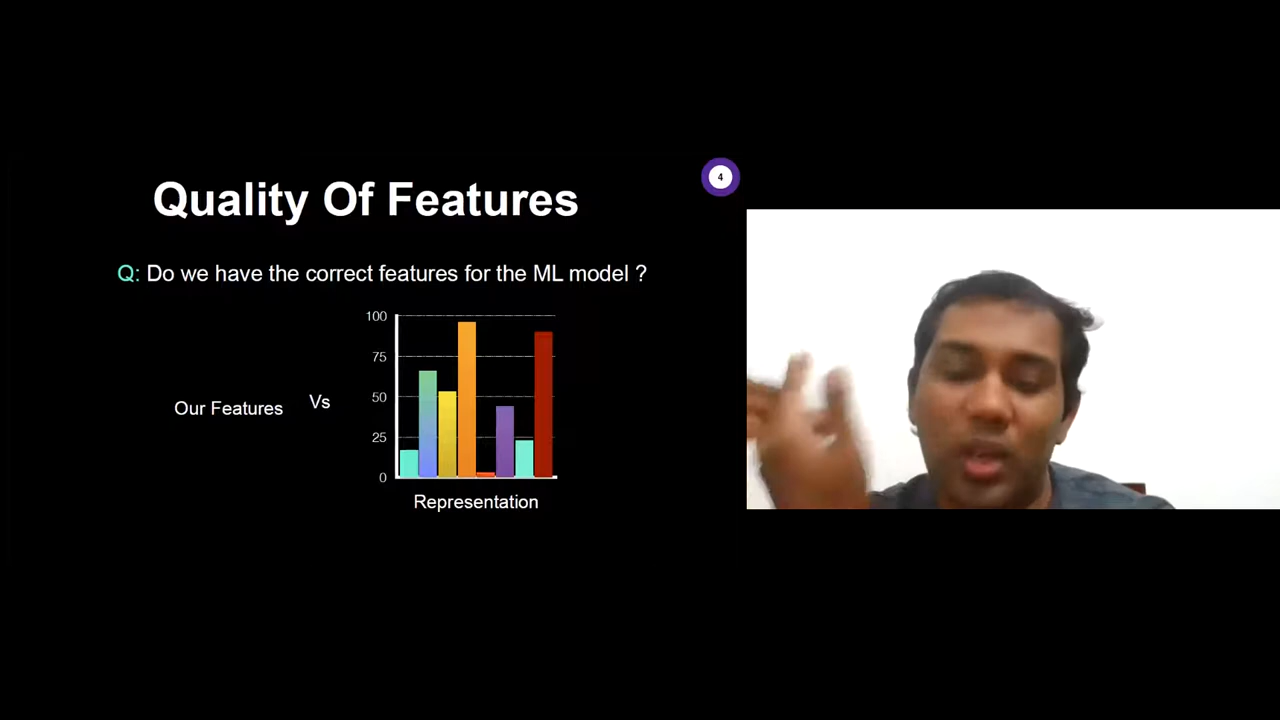 Quality Of Features
4
Q: Do we have the correct features for the ML model ?
Our Features
Vs
100
75
50
25
0
Representation